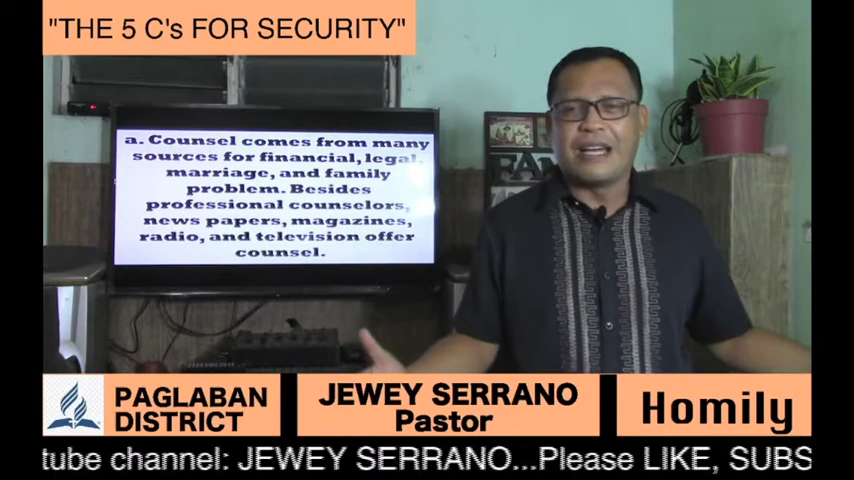 "THE 5 C's FOR SECURITY"
a. Counsel comes from many
sources for financial, legal,
marriage, and family
problem. Besides
professional counselors,
news papers, magazines,
radio, and television offer
counsel.
FAM
PAGLABAN
DISTRICT
JEWEY SERRANO
Pastor
Homily
tube channel: JEWEY SERRANO...Please LIKE, SUBS